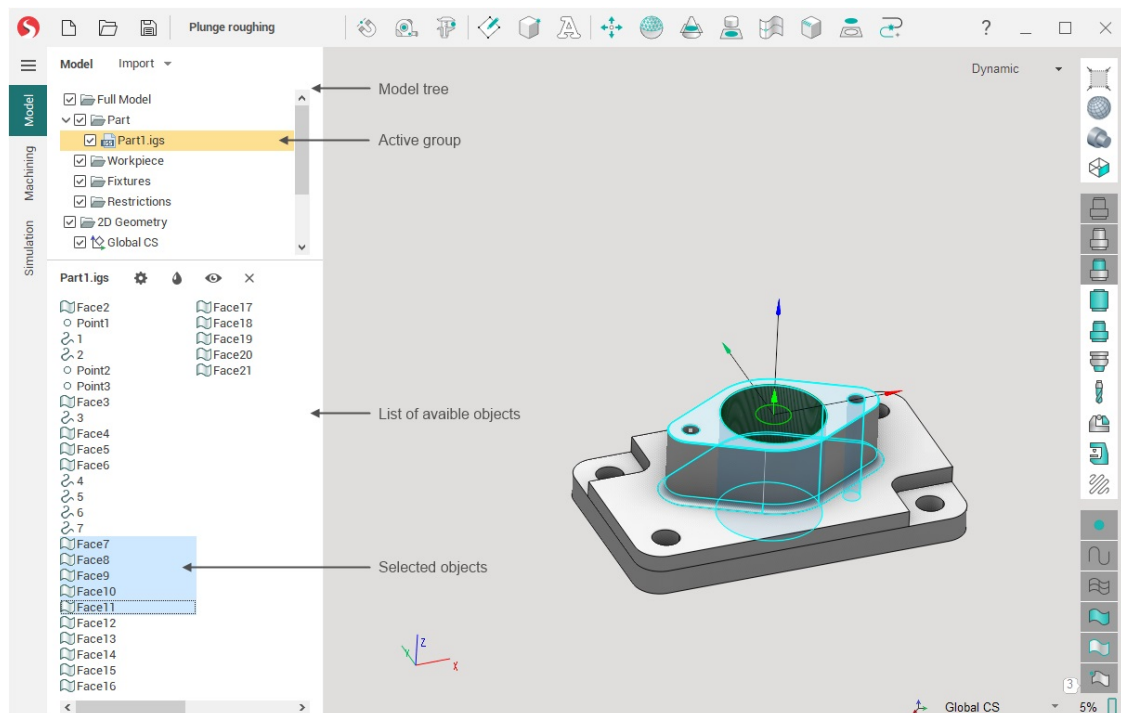 Plunge roughing
?
Model Import
Dynamic
Model
Machining
Simulation
Full Model
Part
Part1.igs
Workpiece
Fixtures
Restrictions
2D Geometry
Global CS
Model tree
Active group
Part1.igs
Face2
Point1
1
2
Point2
Point3
Face3
3
Face4
Face5
Face6
4
5
6
7
Face7
Face8
Face9
Face10
Face11
Face12
Face13
Face14
Face15
Face16
Face17
Face18
Face19
Face20
Face21
List of avaible objects
Selected objects
Z
Y
X
3
Global CS
5%